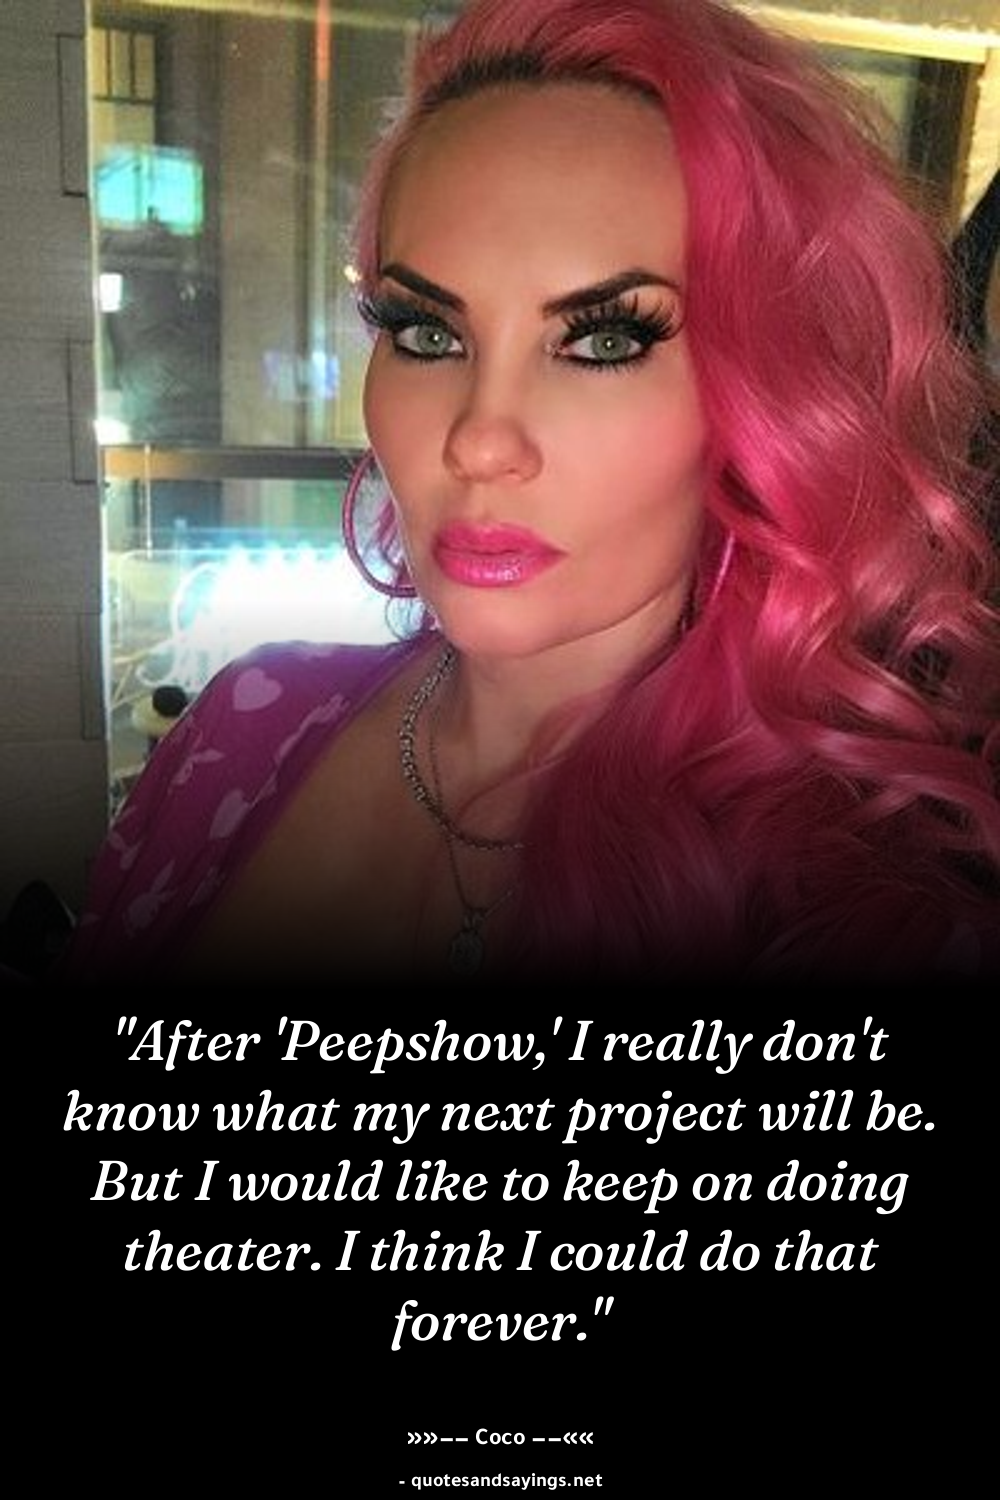 "After 'Peepshow,' I really don't
know what my next project will be.
But I would like to keep on doing
theater. I think I could do that
forever."
»»−− Coco −−««
- quotesandsayings.net